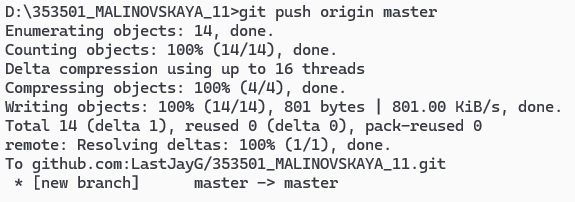 D:\353501_MALINOVSKAYA_11>git push origin master
Enumerating objects: 14, done.
Counting objects: 100% (14/14), done.
Delta compression using up to 16 threads
Compressing objects: 100% (4/4), done.
Writing objects: 100% (14/14), 801 bytes | 801.00 KiB/s, done.
Total 14 (delta 1), reused 0 (delta 0), pack-reused 0
remote: Resolving deltas: 100% (1/1), done.
To github.com:LastJayG/353501_MALINOVSKAYA_11.git
 * [new branch]      master -> master